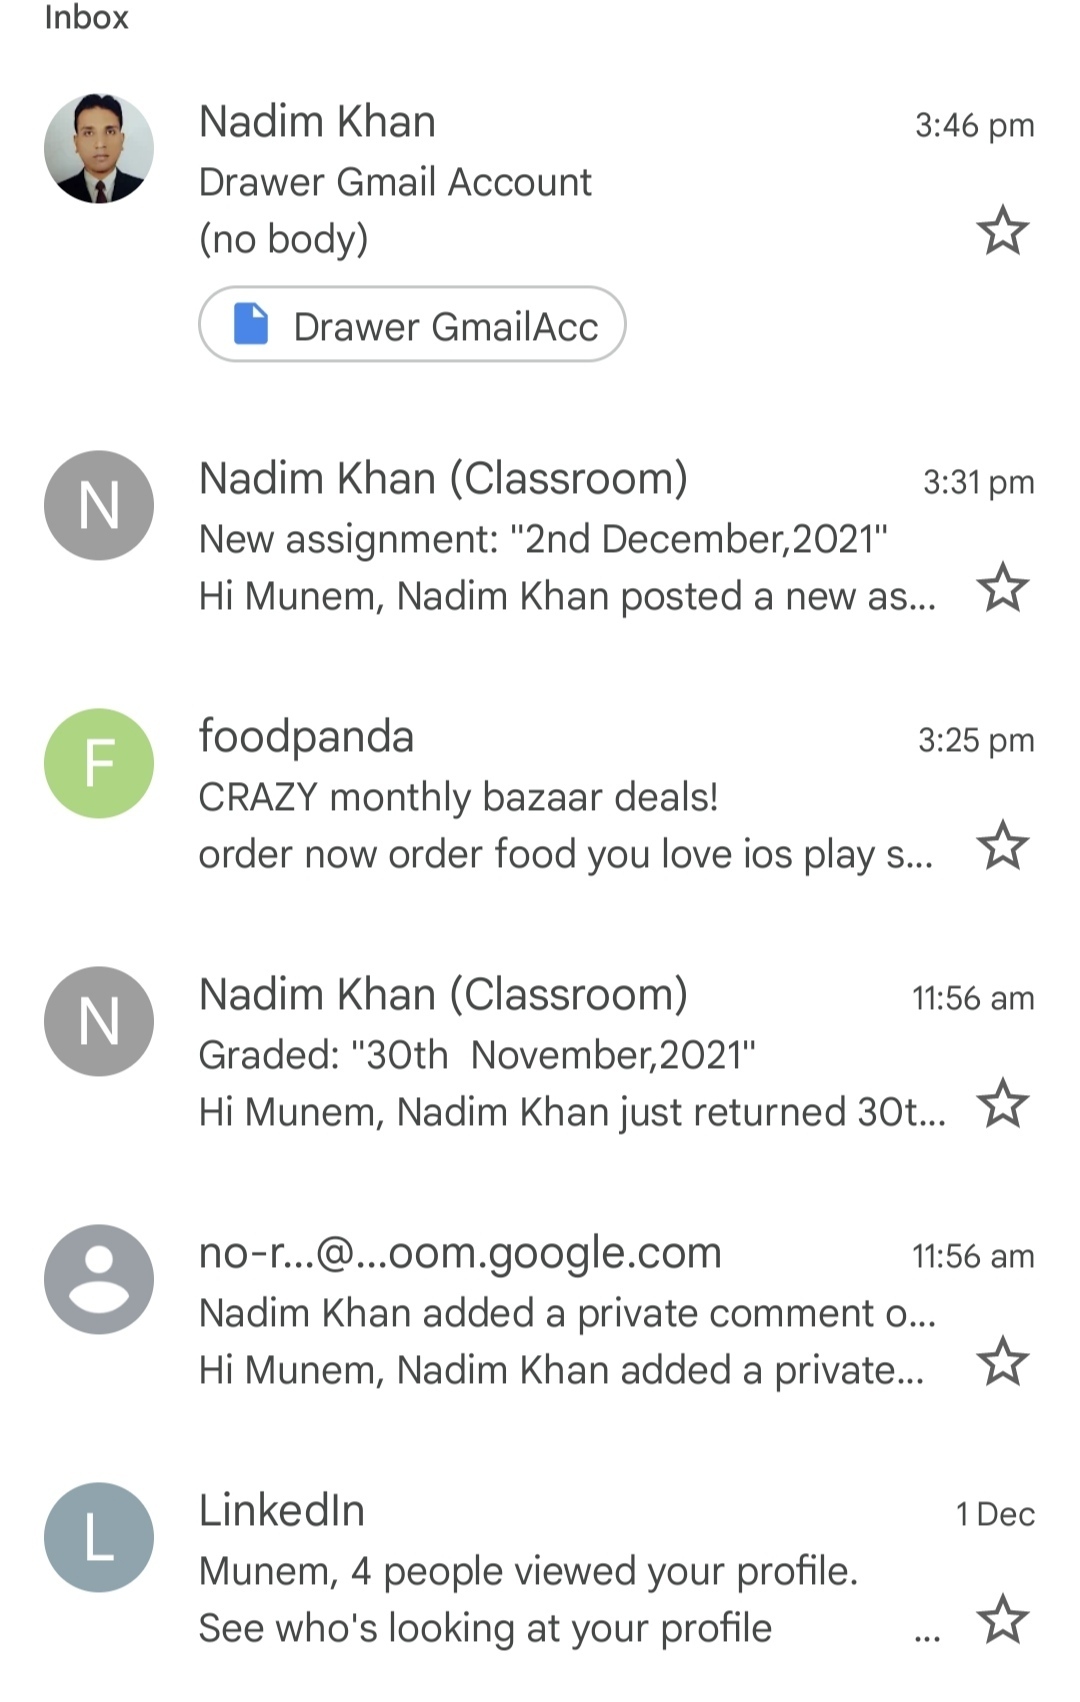 Inbox
Nadim Khan 3:46 pm
Drawer Gmail Account
(no body)
Drawer GmailAcc
N Nadim Khan (Classroom) 3:31 pm
New assignment: "2nd December,2021"
Hi Munem, Nadim Khan posted a new as...
F foodpanda 3:25 pm
CRAZY monthly bazaar deals!
order now order food you love ios play s...
N Nadim Khan (Classroom) 11:56 am
Graded: "30th  November,2021"
Hi Munem, Nadim Khan just returned 30t...
no-r...@...oom.google.com 11:56 am
Nadim Khan added a private comment o...
Hi Munem, Nadim Khan added a private...
L LinkedIn 1 Dec
Munem, 4 people viewed your profile.
See who's looking at your profile ...